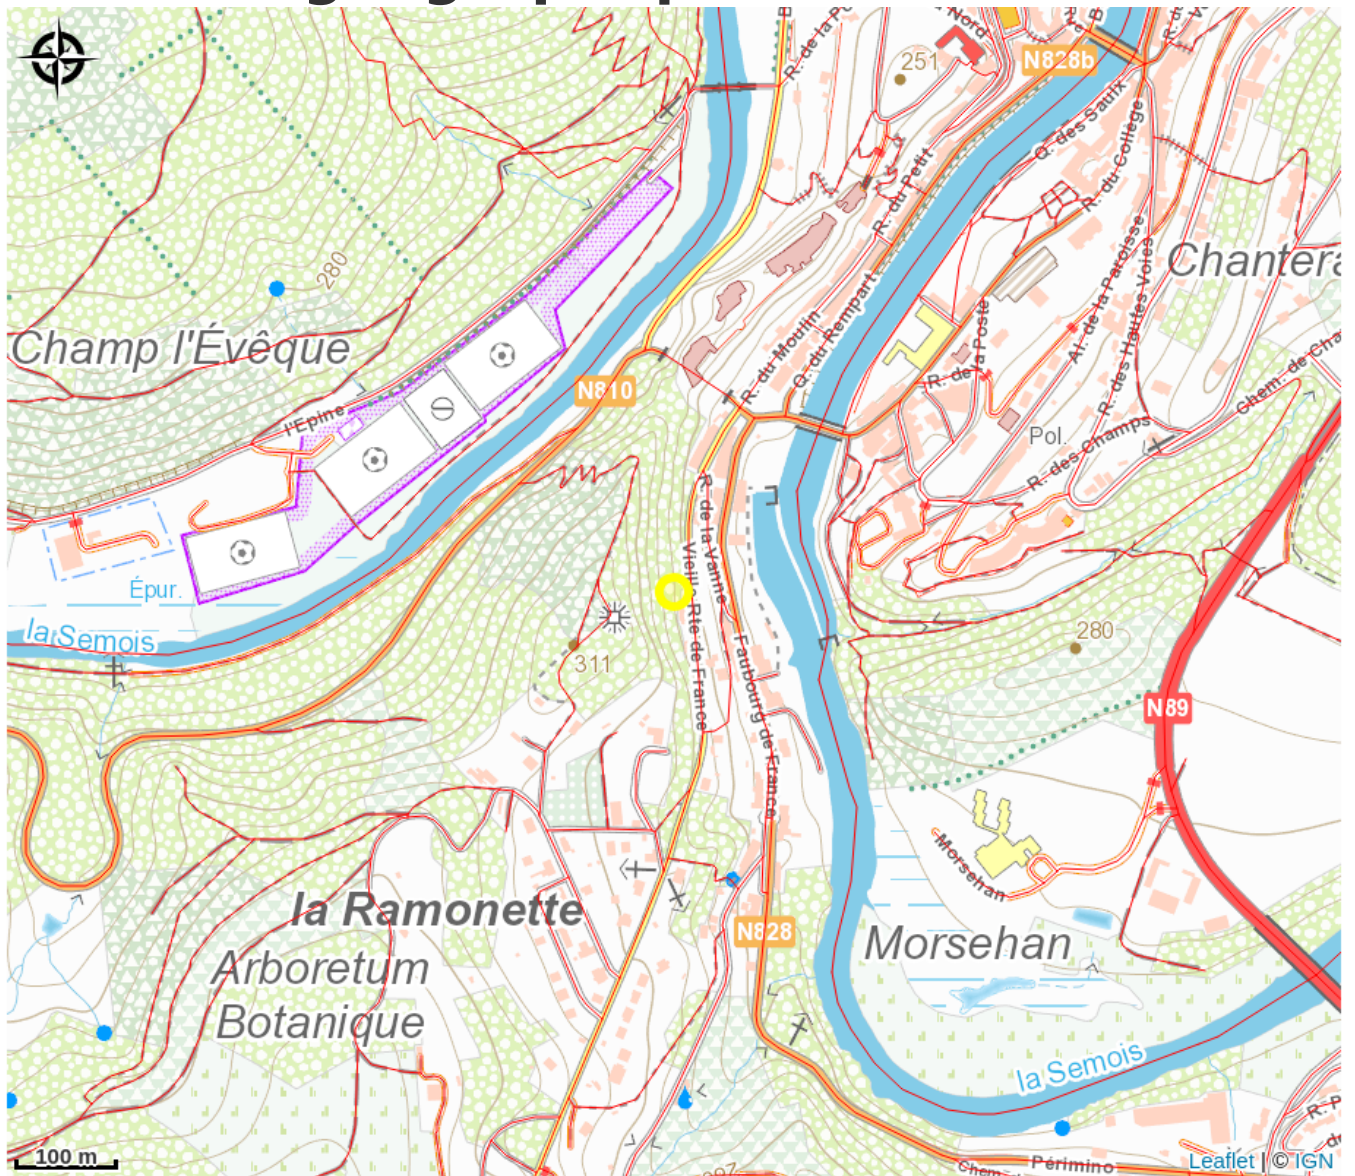 R. de la
Nord
251
N828b
Q. des Saulx
R. du Collège
R. du Petit
280
Champ l'Évêque
N810
l'Epine
R. du Moulin
Q. du Rempart
R. de la Poste
Al. de la Paroisse
R. des Hautes Voies
Chem. de Cha
Pol.
R. des Champs
R. de la Vanne
Vieille Rte de France
Faubourg de France
Épur.
la Semois
311
280
N89
Morsehan
la Ramonette
Arboretum
Botanique
N828
Morsehan
la Semois
Périmino
100 m
Leaflet | © IGN